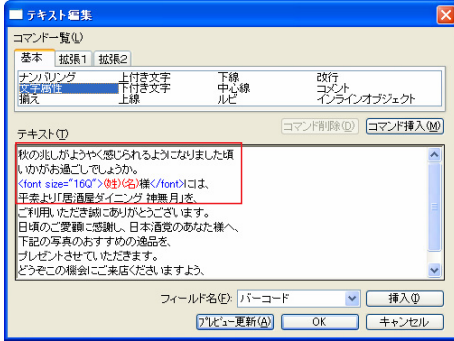 テキスト編集
コマンド一覧(L)
基本 拡張1 拡張2
ナンバリング 上付き文字 下線 改行
文字属性 下付き文字 中心線 コメント
揃え 上線 ルビ インラインオブジェクト
コマンド削除(D) コマンド挿入(M)
テキスト(T)
秋の兆しがようやく感じられるようになりました頃
いかがお過ごしでしょうか。
<font size="16Q">(姓)(名)様</font>には、
平素より「居酒屋ダイニング 神無月」を、
ご利用いただき誠にありがとうございます。
日頃のご愛顧に感謝し、日本酒党のあなた様へ、
下記の写真のおすすめの逸品を、
プレゼントさせていただきます。
どうぞこの機会にご来店くださいますよう、
フィールド名(F): バーコード 挿入(I)
プレビュー更新(A) OK キャンセル